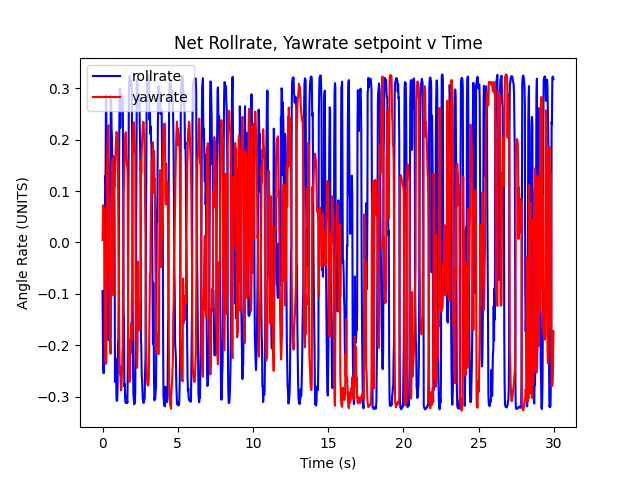 Net Rollrate, Yawrate setpoint v Time
rollrate
yawrate
Angle Rate (UNITS)
0.3
0.2
0.1
0.0
−0.1
−0.2
−0.3
0 5 10 15 20 25 30
Time (s)